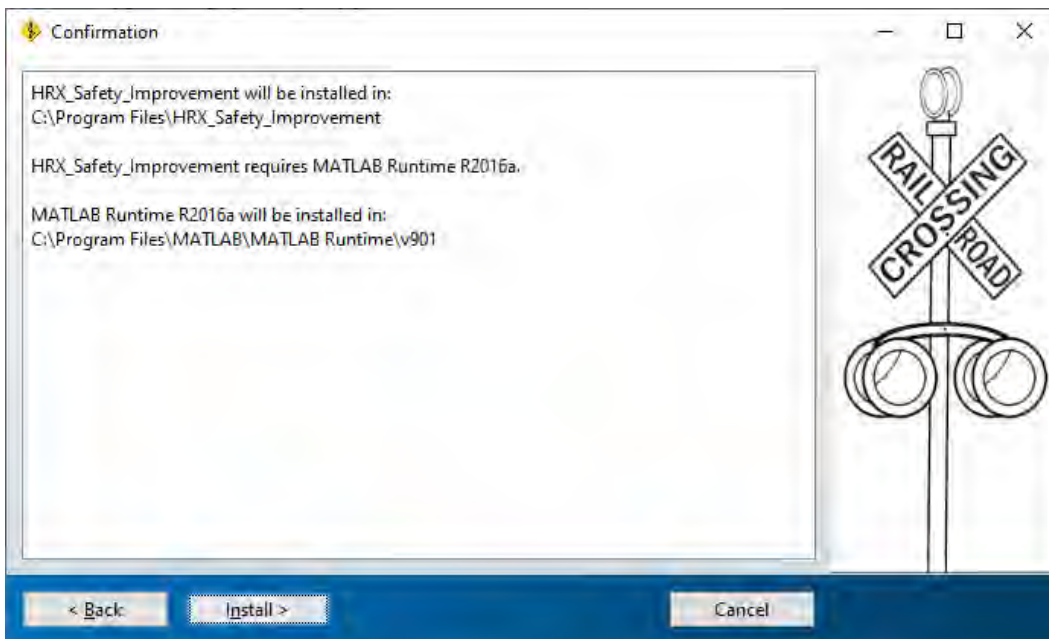 Confirmation
HRX_Safety_Improvement will be installed in:
C:\Program Files\HRX_Safety_Improvement
HRX_Safety_Improvement requires MATLAB Runtime R2016a.
MATLAB Runtime R2016a will be installed in:
C:\Program Files\MATLAB\MATLAB Runtime\v901
RAIL ROAD
CROSSING
< Back
Install >
Cancel